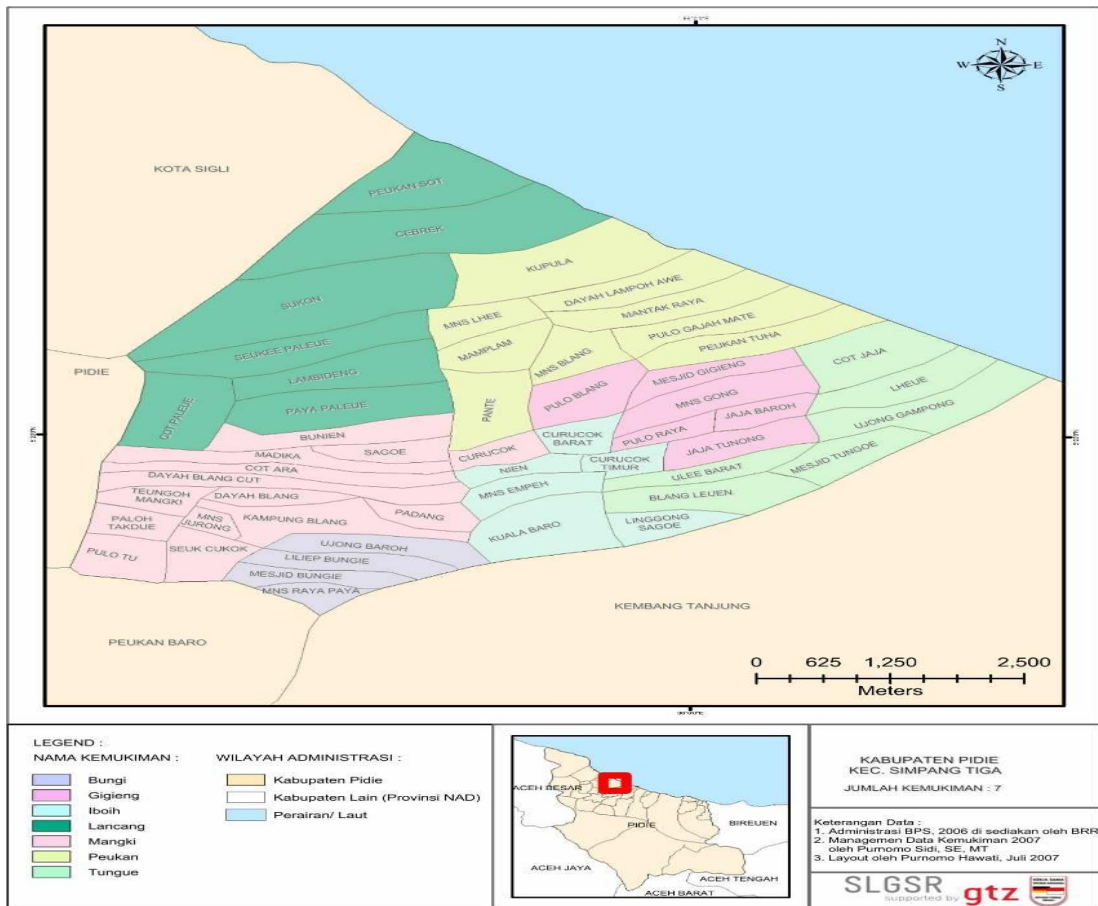 N
W E
S
KOTA SIGLI
PEUKAN SOT
CEBREK
KUPULA
SUKON
DAYAH LAMPOH AWE
MNS LHEE
MANTAK RAYA
PULO GAJAH MATE
MAMPLAM
PEUKAN TUHA
SEUKEE PALEUE
MNS BLANG
COT JAJA
PIDIE
LAMBIDENG
MESJID GIGIENG
LHEUE
PULO BLANG
MNS GONG
PAYA PALEUE
PANTE
JAJA BAROH
UJONG GAMPONG
COT PALEUE
BUNIEN
CURUCOK
BARAT
PULO RAYA
MADIKA
SAGOE
CURUCOK
JAJA TUNONG
MESJID TUNGOE
COT ARA
NIEN
CURUCOK
TIMUR
ULEE BARAT
DAYAH BLANG CUT
MNS EMPEH
BLANG LEUEN
TEUNGOH
MANGKI
DAYAH BLANG
PADANG
PALOH
TAKDUE
MNS
JURONG
KAMPUNG BLANG
KUALA BARO
LINGGONG
SAGOE
PULO TU
SEUK CUKOK
UJONG BAROH
LILIEP BUNGIE
MESJID BUNGIE
MNS RAYA PAYA
KEMBANG TANJUNG
PEUKAN BARO
0 625 1,250 2,500
Meters
LEGEND :
NAMA KEMUKIMAN :
Bungi
Gigieng
Iboih
Lancang
Mangki
Peukan
Tungue
WILAYAH ADMINISTRASI :
Kabupaten Pidie
Kabupaten Lain (Provinsi NAD)
Perairan/ Laut
ACEH BESAR
PIDIE
BIREUEN
ACEH JAYA
ACEH TENGAH
ACEH BARAT
KABUPATEN PIDIE
KEC. SIMPANG TIGA
JUMLAH KEMUKIMAN : 7
Keterangan Data :
1. Administrasi BPS, 2006 di sediakan oleh BRR
2. Managemen Data Kemukiman 2007
oleh Purnomo Sidi, SE, MT
3. Layout oleh Purnomo Hawati, Juli 2007
SLGSR
supported by gtz